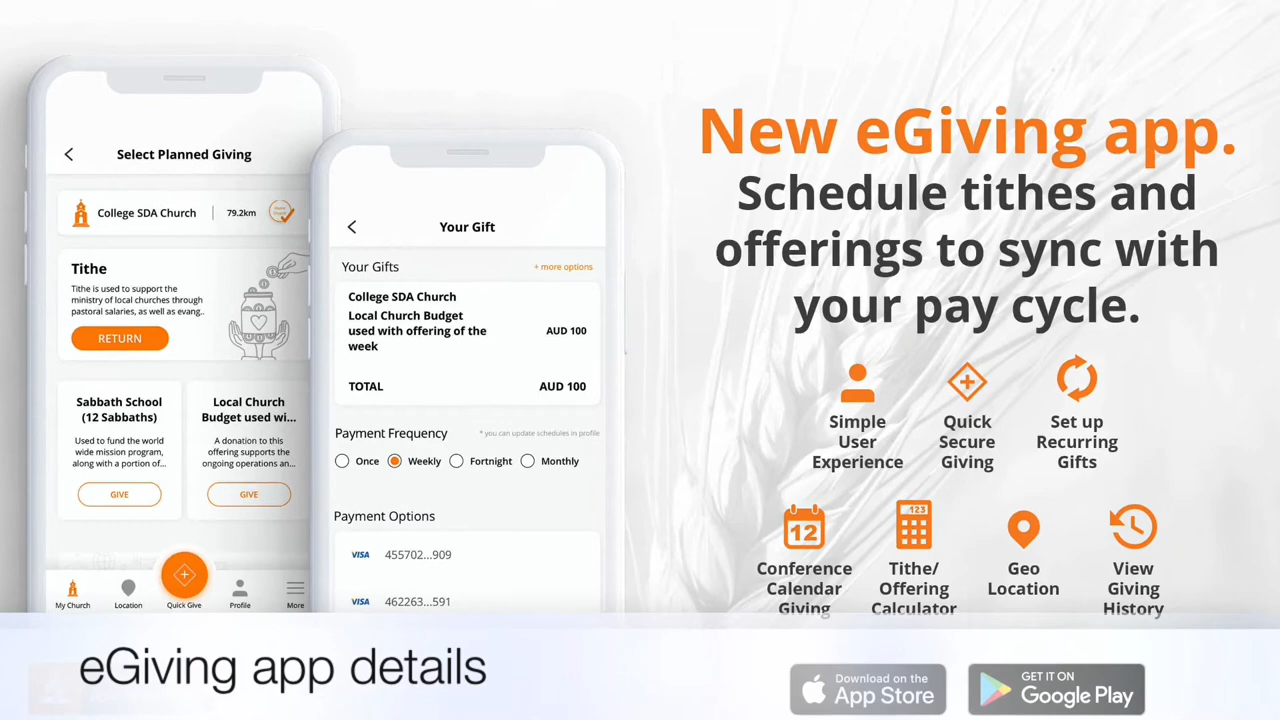 Select Planned Giving
College SDA Church
79.2km
Tithe
Tithe is used to support the
ministry of local churches through
pastoral salaries, as well as evang..
RETURN
Sabbath School
(12 Sabbaths)
Used to fund the world
wide mission program,
along with a portion of...
GIVE
Local Church
Budget used wi...
A donation to this
offering supports the
ongoing operations an...
GIVE
My Church
Location
Quick Give
Profile
More
Your Gift
Your Gifts
+ more options
College SDA Church
Local Church Budget
used with offering of the
week
AUD 100
TOTAL
AUD 100
Payment Frequency
* you can update schedules in profile
Once
Weekly
Fortnight
Monthly
Payment Options
VISA
455702...909
VISA
462263...591
New eGiving app.
Schedule tithes and
offerings to sync with
your pay cycle.
Simple
User
Experience
Quick
Secure
Giving
Set up
Recurring
Gifts
12
Conference
Calendar
Giving
123
Tithe/
Offering
Calculator
Geo
Location
View
Giving
History
eGiving app details
Download on the
App Store
GET IT ON
Google Play